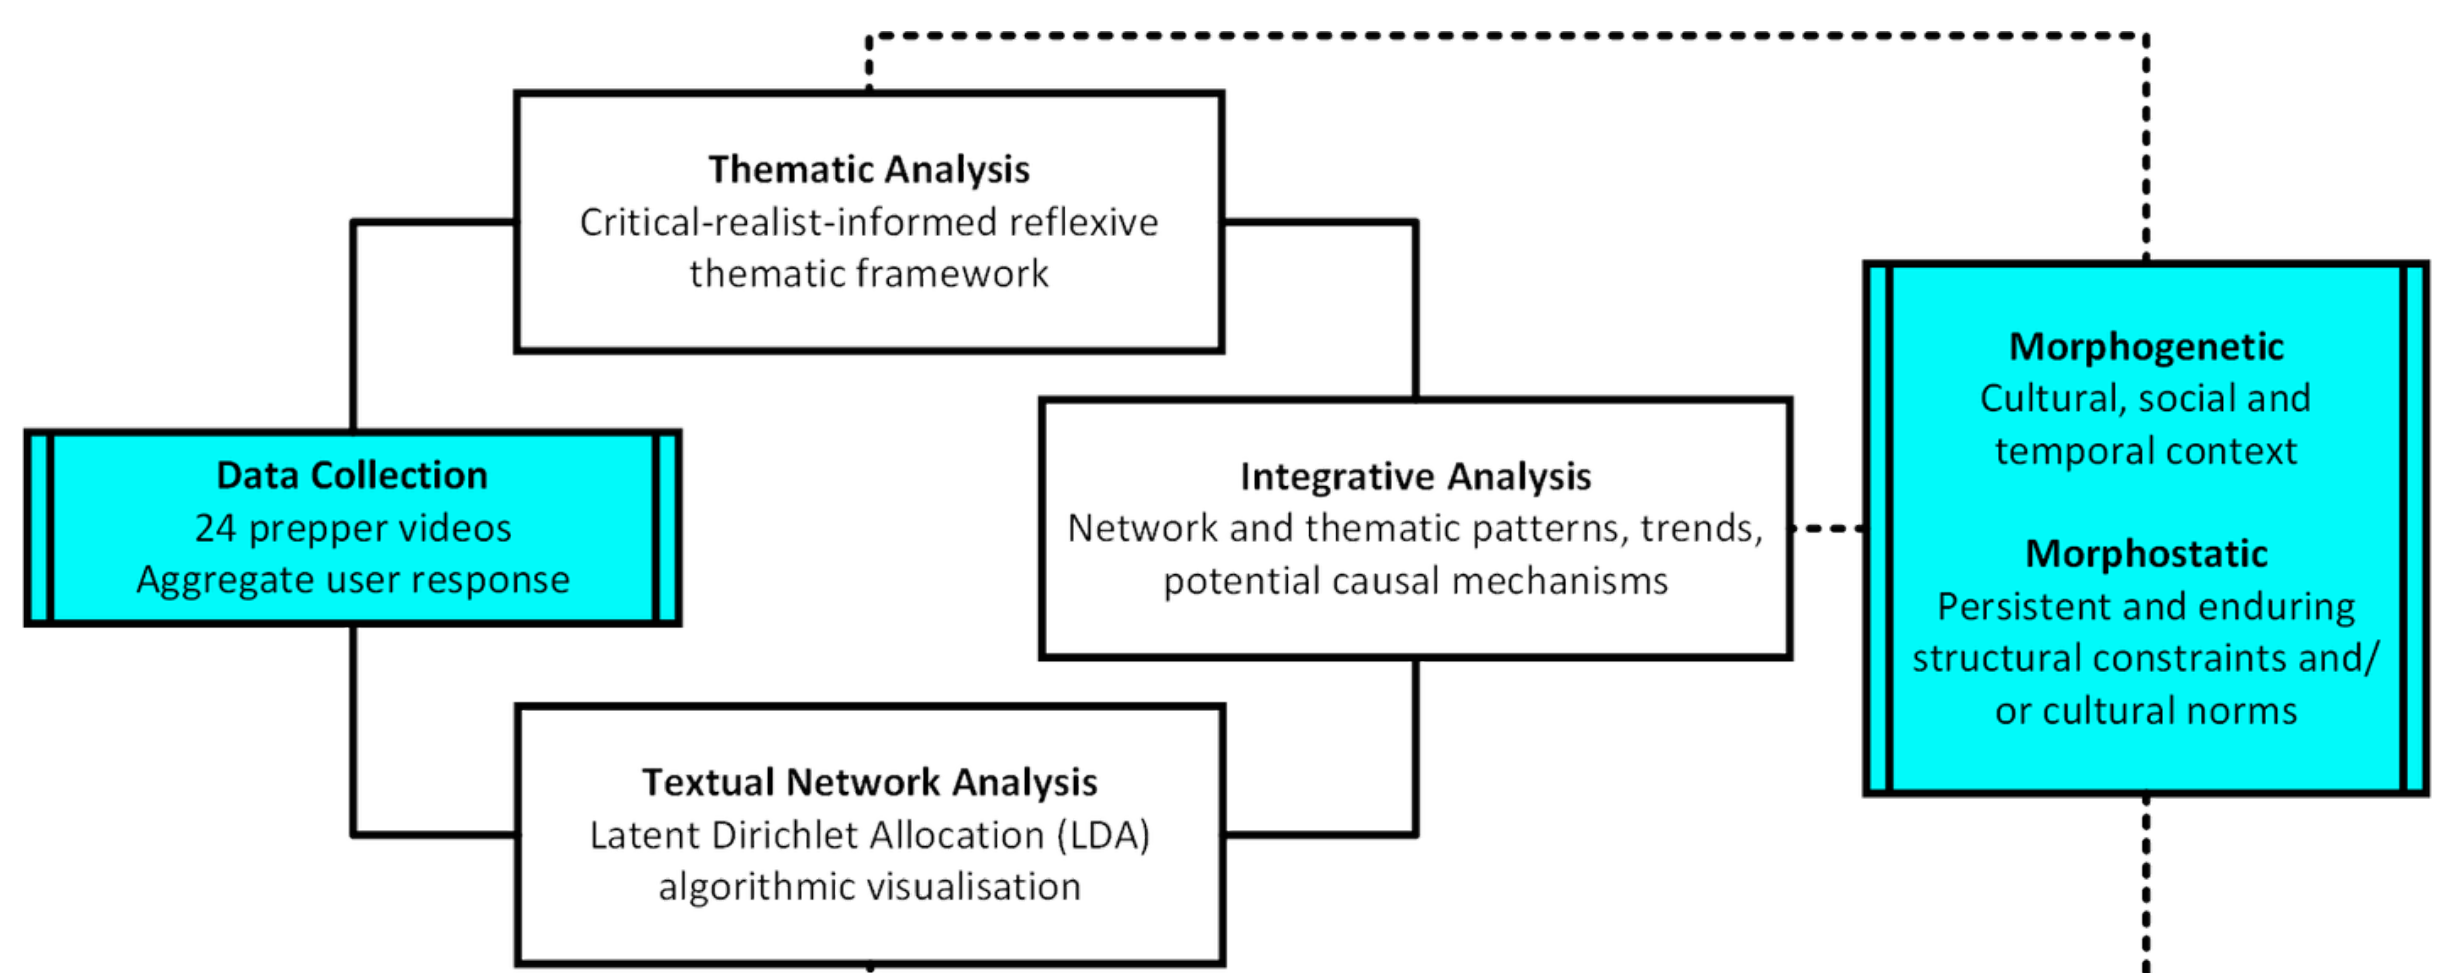 Thematic Analysis
Critical-realist-informed reflexive
thematic framework
Data Collection
24 prepper videos
Aggregate user response
Integrative Analysis
Network and thematic patterns, trends,
potential causal mechanisms
Textual Network Analysis
Latent Dirichlet Allocation (LDA)
algorithmic visualisation
Morphogenetic
Cultural, social and
temporal context
Morphostatic
Persistent and enduring
structural constraints and/
or cultural norms